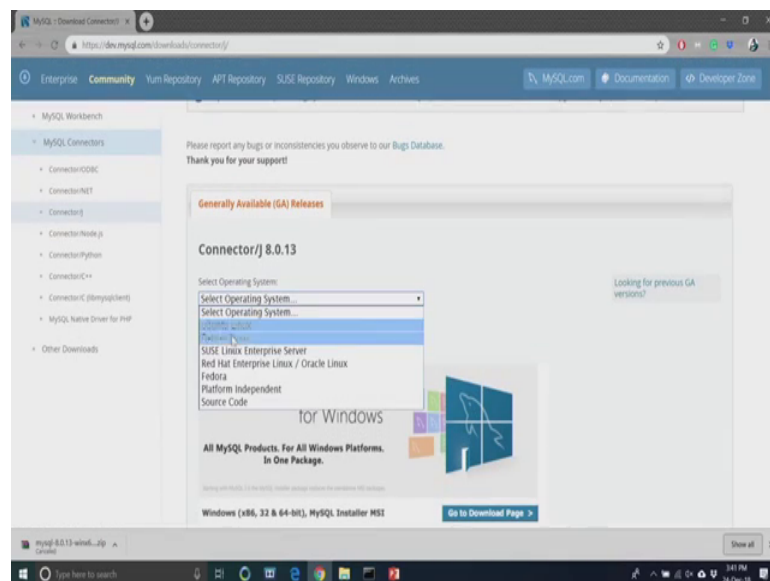 MySQL :: Download Connector/J
https://dev.mysql.com/downloads/connector/j/
Enterprise Community Yum Repository APT Repository SUSE Repository Windows Archives
MySQL.com Documentation Developer Zone
MySQL Workbench
MySQL Connectors
Connector/ODBC
Connector/NET
Connector/J
Connector/Node.js
Connector/Python
Connector/C++
Connector/C (libmysqlclient)
MySQL Native Driver for PHP
Other Downloads
Please report any bugs or inconsistencies you observe to our Bugs Database.
Thank you for your support!
Generally Available (GA) Releases
Connector/J 8.0.13
Select Operating System:
Select Operating System...
Select Operating System...
SUSE Linux Enterprise Server
Red Hat Enterprise Linux / Oracle Linux
Fedora
Platform Independent
Source Code
Looking for previous GA versions?
for Windows
All MySQL Products. For All Windows Platforms.
In One Package.
Windows (x86, 32 & 64-bit), MySQL Installer MSI
Go to Download Page >
Canceled
Show all
Type here to search
3:41 PM